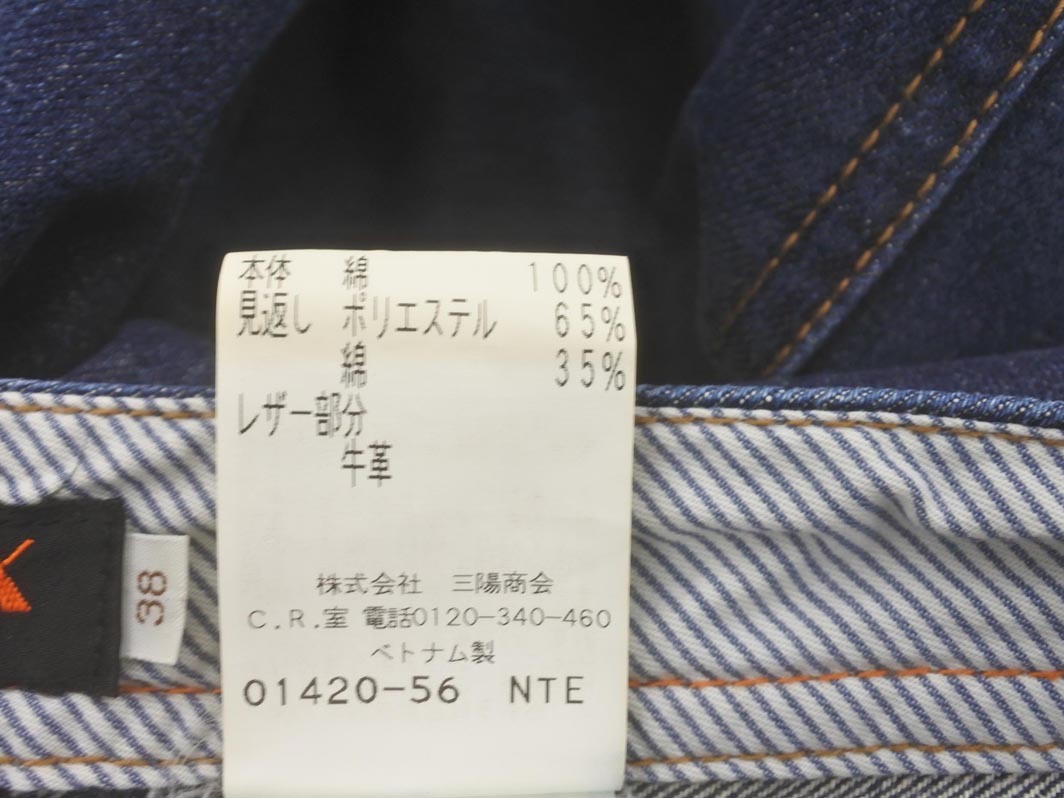 本体 綿 100%
見返し ポリエステル 65%
綿 35%
レザー部分
牛革
株式会社 三陽商会
C.R.室 電話0120-340-460
ベトナム製
01420-56 NTE
38